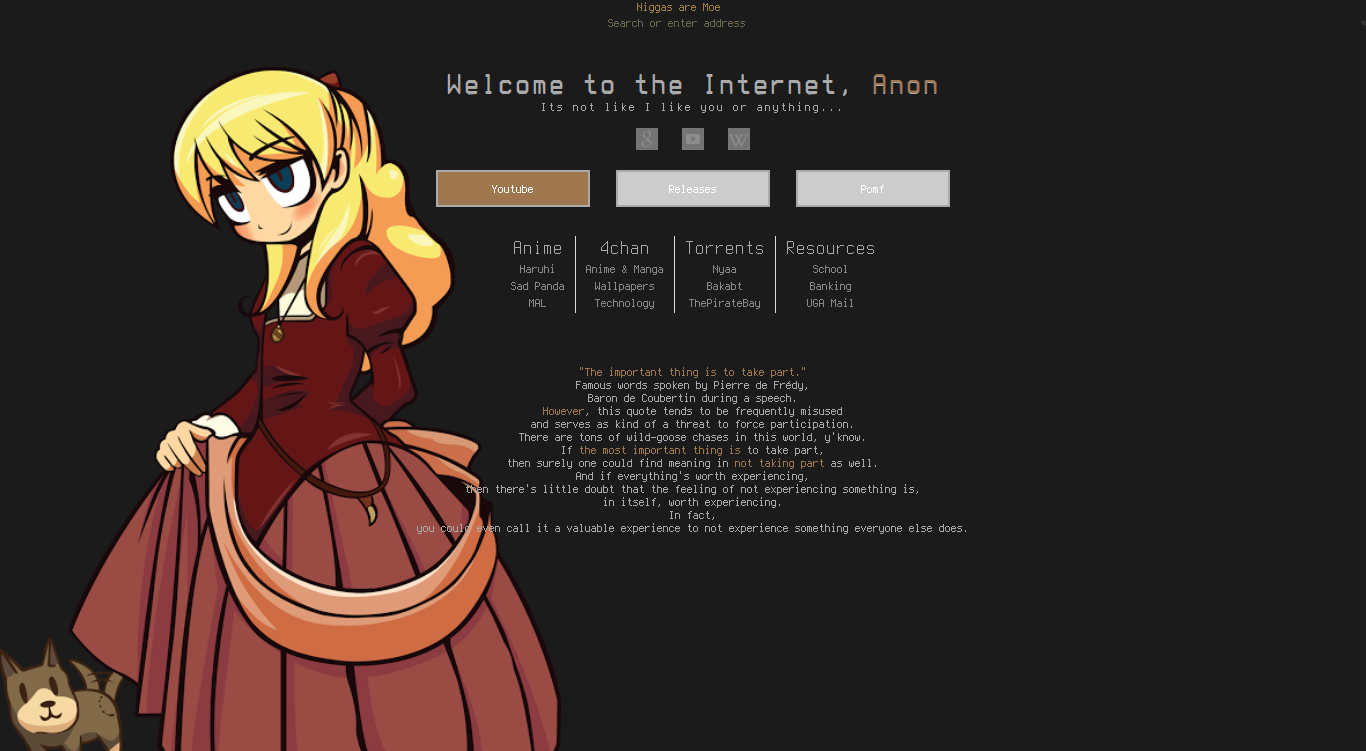 Niggas are Moe
Search or enter address
Welcome to the Internet, Anon
Its not like I like you or anything...
Youtube Releases Pomf
Anime 4chan Torrents Resources
Haruhi Anime & Manga Nyaa School
Sad Panda Wallpapers Bakabt Banking
MAL Technology ThePirateBay UGA Mail
"The important thing is to take part."
Famous words spoken by Pierre de Frédy,
Baron de Coubertin during a speech.
However, this quote tends to be frequently misused
and serves as kind of a threat to force participation.
There are tons of wild-goose chases in this world, y'know.
If the most important thing is to take part,
then surely one could find meaning in not taking part as well.
And if everything's worth experiencing,
then there's little doubt that the feeling of not experiencing something is,
in itself, worth experiencing.
In fact,
you could even call it a valuable experience to not experience something everyone else does.